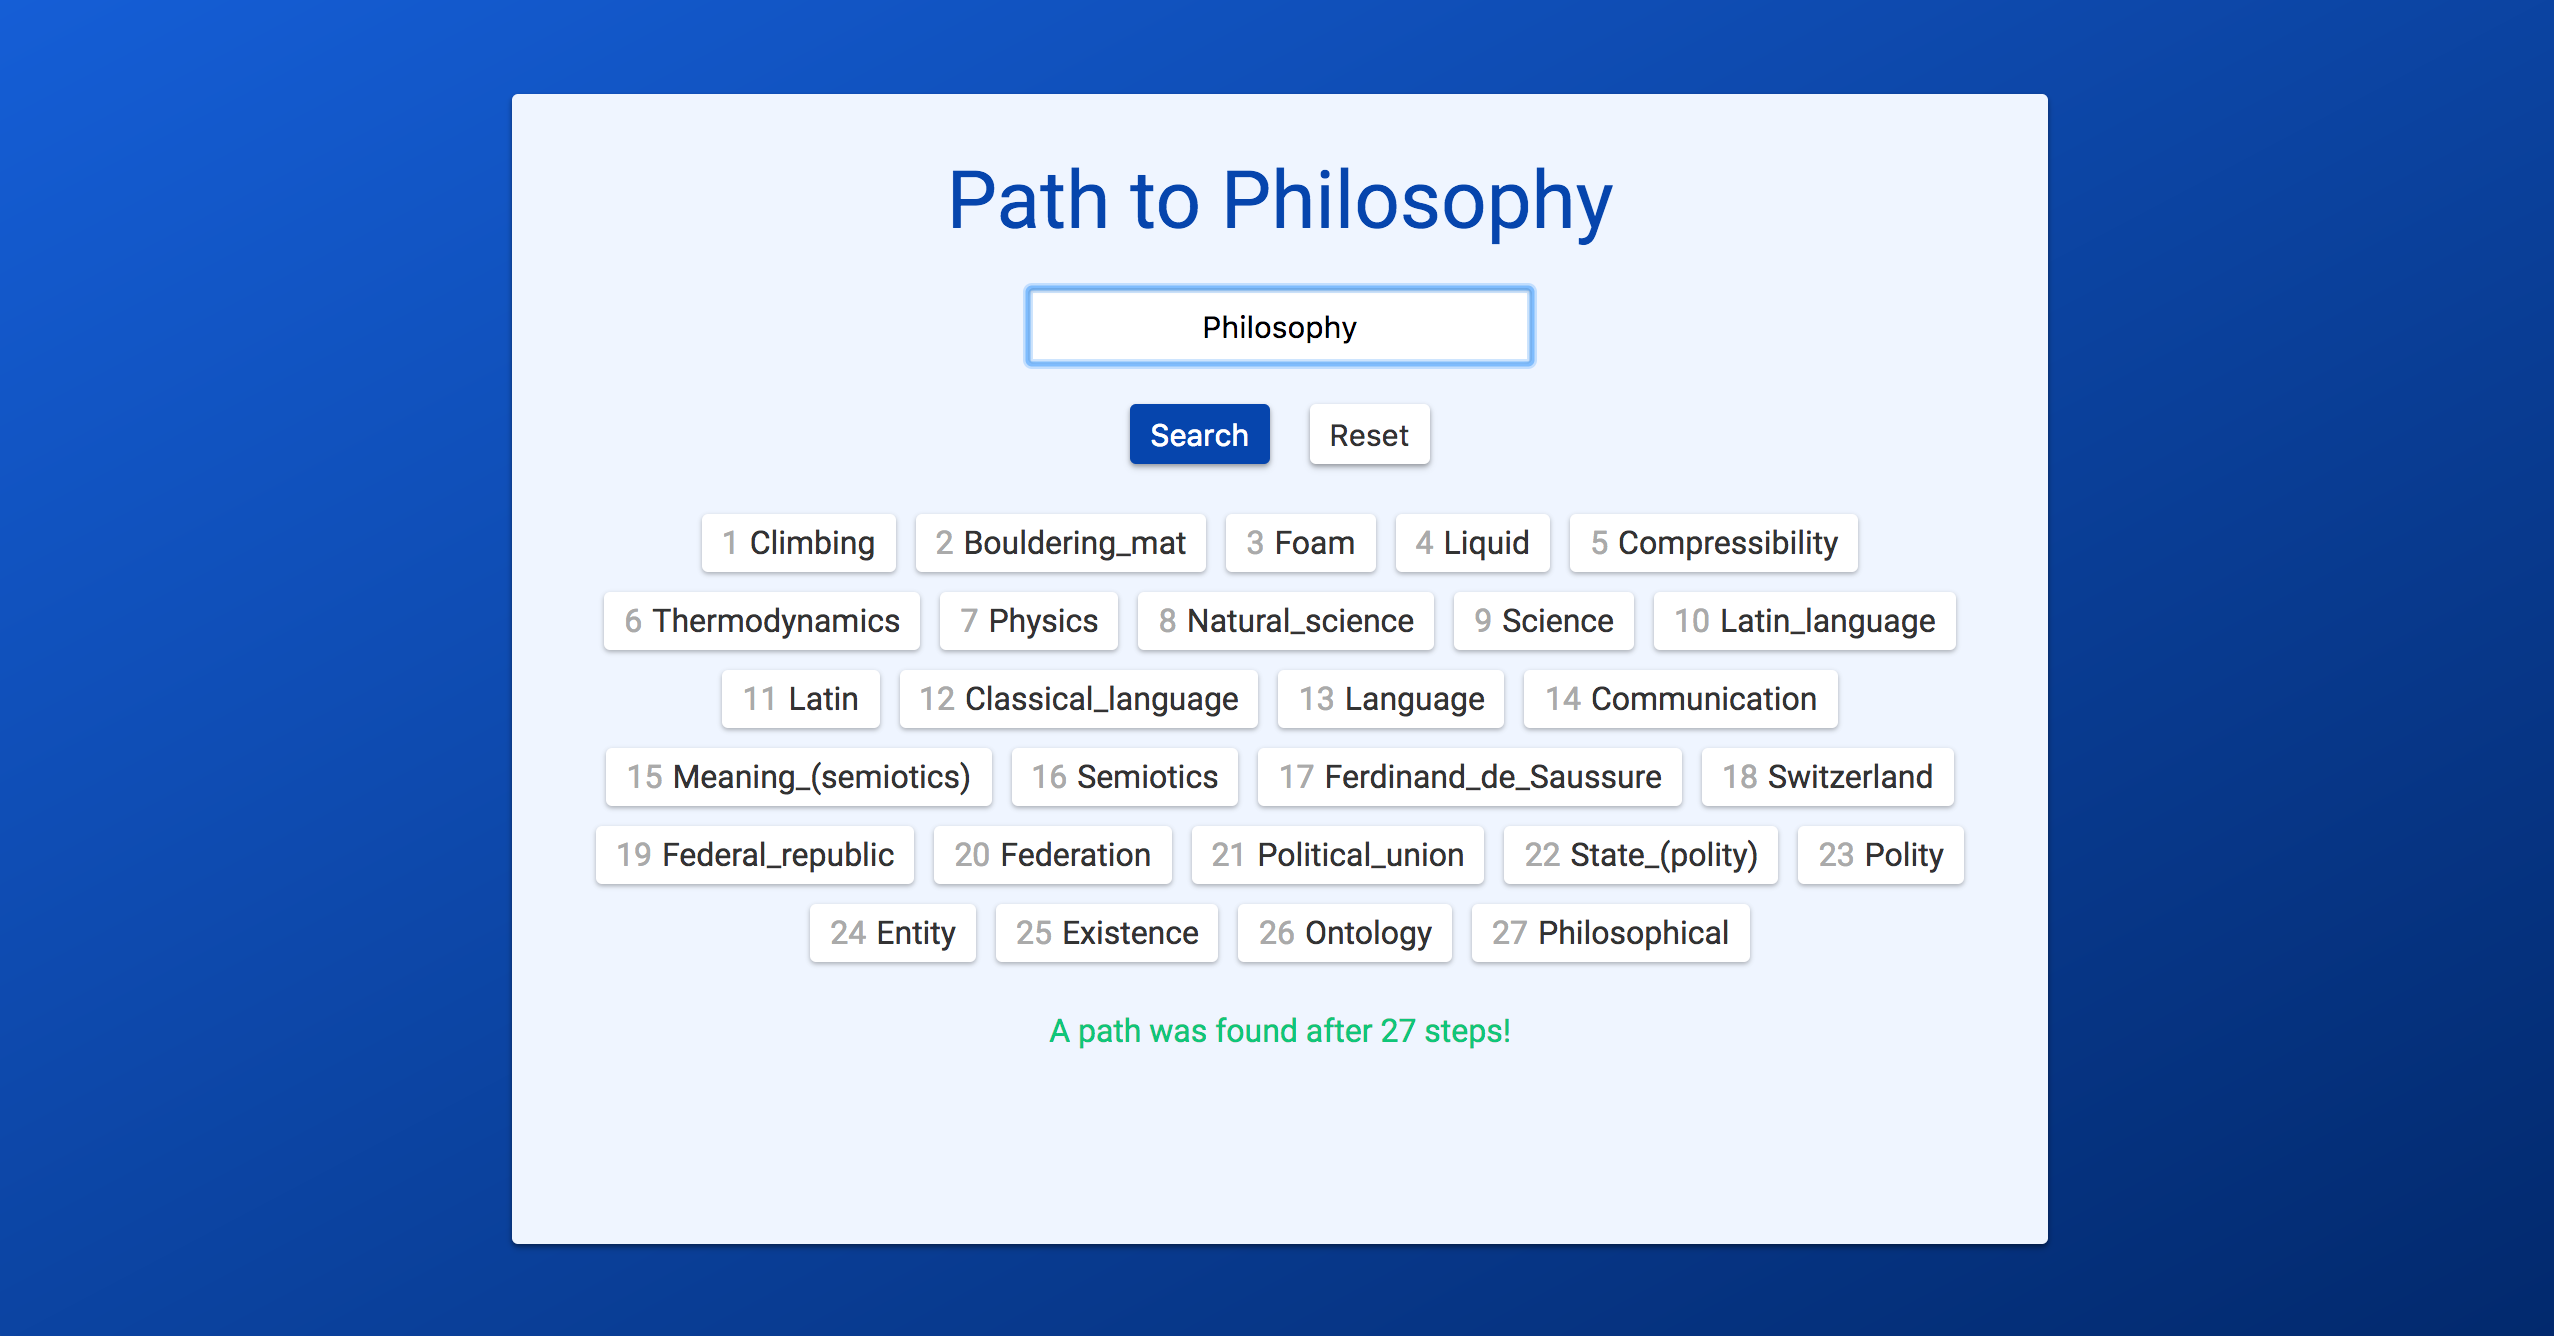 Path to Philosophy
Philosophy
Search Reset
1 Climbing 2 Bouldering_mat 3 Foam 4 Liquid 5 Compressibility
6 Thermodynamics 7 Physics 8 Natural_science 9 Science 10 Latin_language
11 Latin 12 Classical_language 13 Language 14 Communication
15 Meaning_(semiotics) 16 Semiotics 17 Ferdinand_de_Saussure 18 Switzerland
19 Federal_republic 20 Federation 21 Political_union 22 State_(polity) 23 Polity
24 Entity 25 Existence 26 Ontology 27 Philosophical
A path was found after 27 steps!